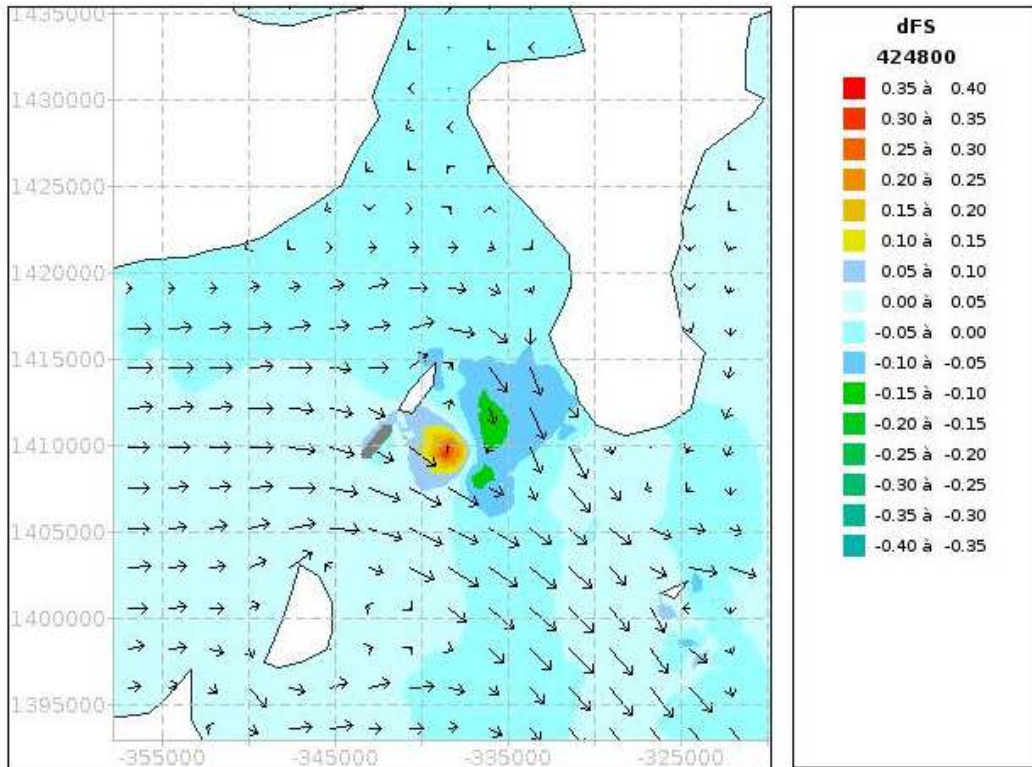 dFS
424800
0.35 à 0.40
0.30 à 0.35
0.25 à 0.30
0.20 à 0.25
0.15 à 0.20
0.10 à 0.15
0.05 à 0.10
0.00 à 0.05
-0.05 à 0.00
-0.10 à -0.05
-0.15 à -0.10
-0.20 à -0.15
-0.25 à -0.20
-0.30 à -0.25
-0.35 à -0.30
-0.40 à -0.35
1435000
1430000
1425000
1420000
1415000
1410000
1405000
1400000
1395000
-355000 -345000 -335000 -325000